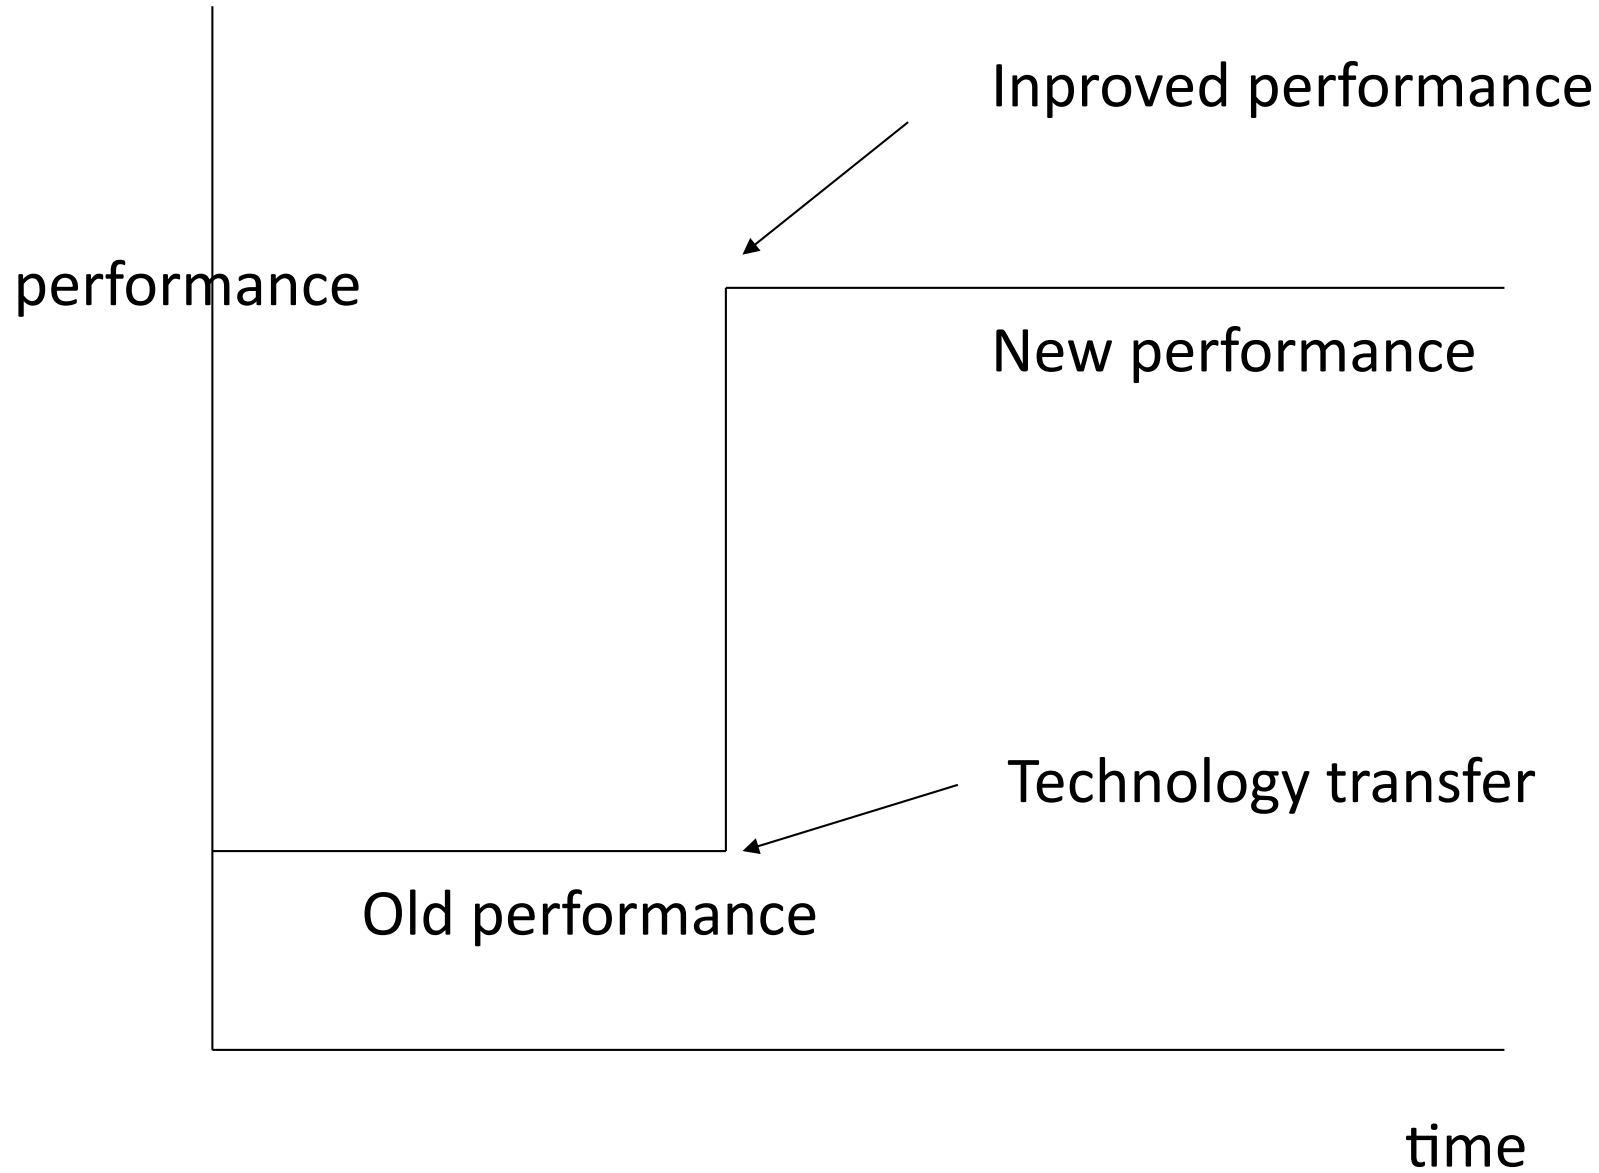 Inproved performance
performance
New performance
Technology transfer
Old performance
time